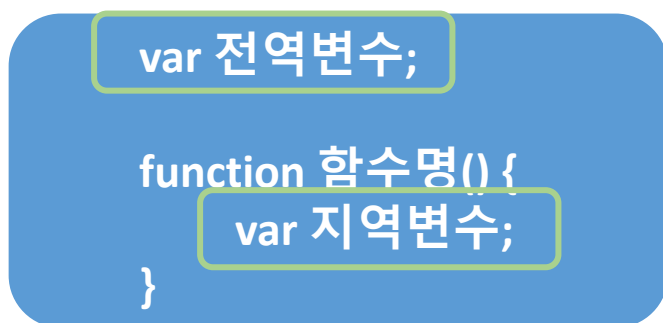 var 전역변수;
function 함수명() {
var 지역변수;
}